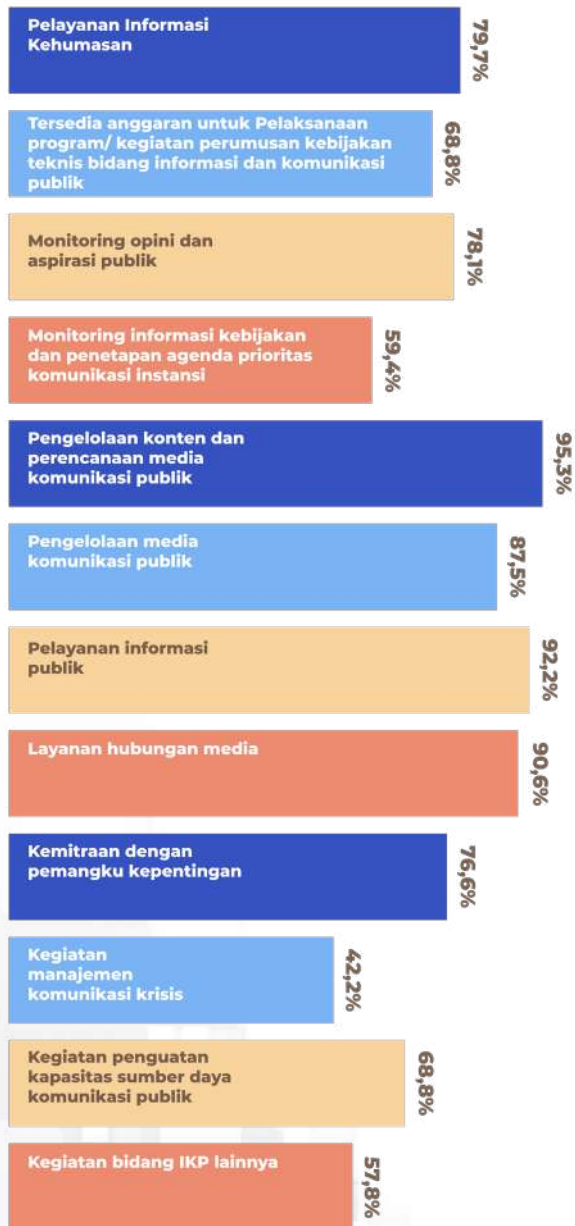 Pelayanan Informasi
Kehumasan
79,7%
Tersedia anggaran untuk Pelaksanaan
program/ kegiatan perumusan kebijakan
teknis bidang informasi dan komunikasi
publik
68,8%
Monitoring opini dan
aspirasi publik
78,1%
Monitoring informasi kebijakan
dan penetapan agenda prioritas
komunikasi instansi
59,4%
Pengelolaan konten dan
perencanaan media
komunikasi publik
95,3%
Pengelolaan media
komunikasi publik
87,5%
Pelayanan informasi
publik
92,2%
Layanan hubungan media
90,6%
Kemitraan dengan
pemangku kepentingan
76,6%
Kegiatan
manajemen
komunikasi krisis
42,2%
Kegiatan penguatan
kapasitas sumber daya
komunikasi publik
68,8%
Kegiatan bidang IKP lainnya
57,8%